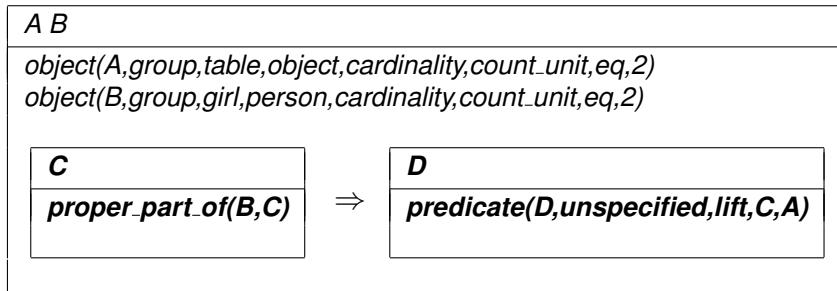 A B
object(A,group,table,object,cardinality,count_unit,eq,2)
object(B,group,girl,person,cardinality,count_unit,eq,2)
C
proper_part_of(B,C)
⇒
D
predicate(D,unspecified,lift,C,A)